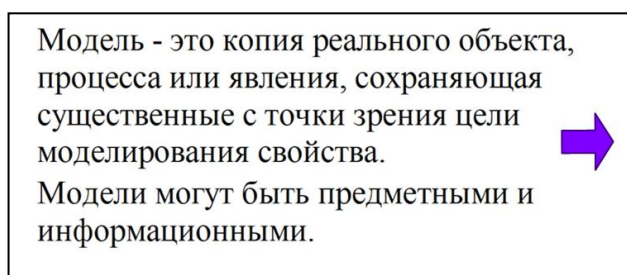 Модель - это копия реального объекта,
процесса или явления, сохраняющая
существенные с точки зрения цели
моделирования свойства.
Модели могут быть предметными и
информационными.